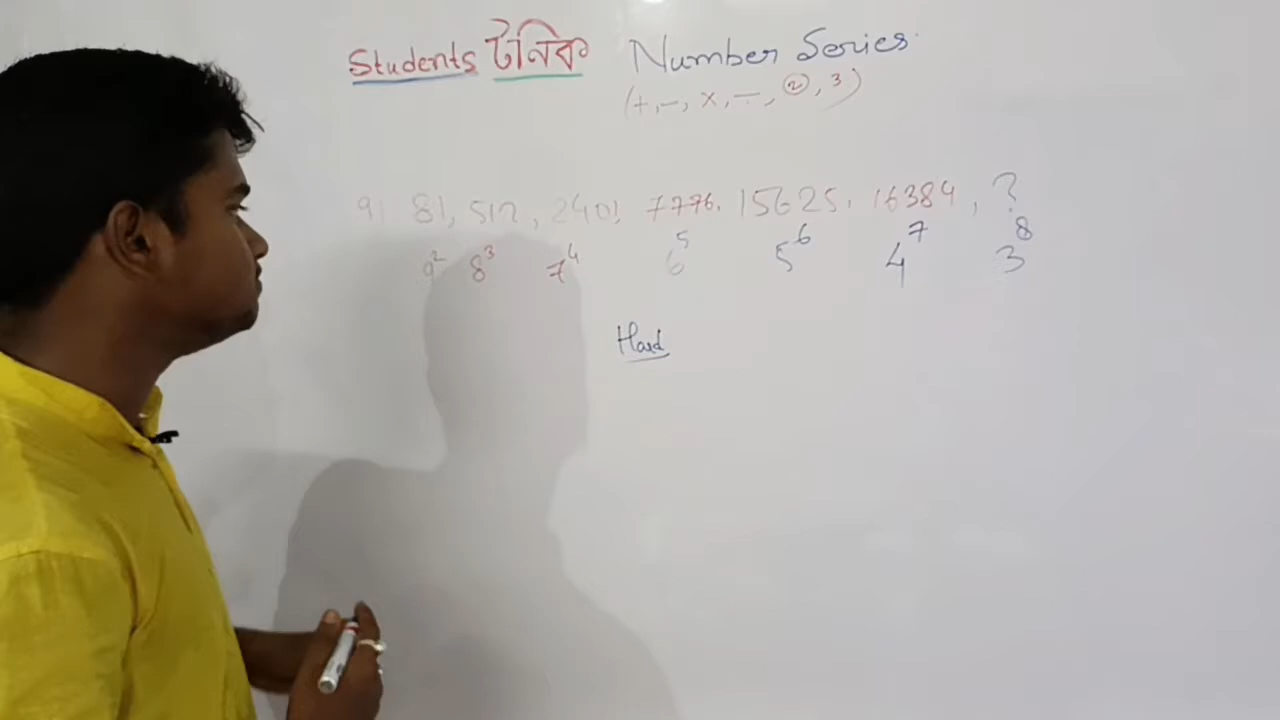 Students টনিক Number Series
(+, -, ×, ÷, 2, 3)
9) 81, 512, 2401, 7776, 15625, 16384, ?
9² 8³ 7⁴ 6⁵ 5⁶ 4⁷ 3⁸
Hard